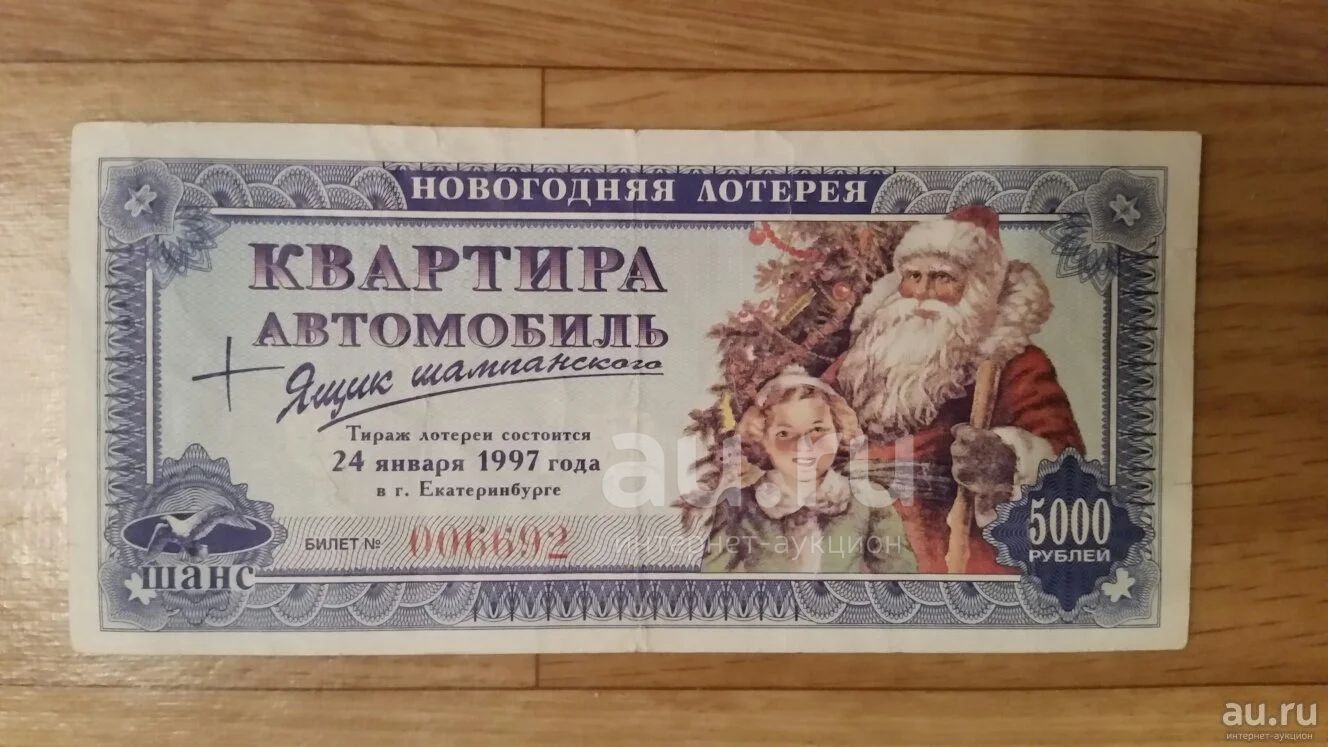 НОВОГОДНЯЯ ЛОТЕРЕЯ
КВАРТИРА
АВТОМОБИЛЬ
+ Ящик шампанского
Тираж лотереи состоится
24 января 1997 года
в г. Екатеринбурге
БИЛЕТ № 006692
шанс
5000
РУБЛЕЙ
au.ru
интернет-аукцион
au.ru
интернет-аукцион